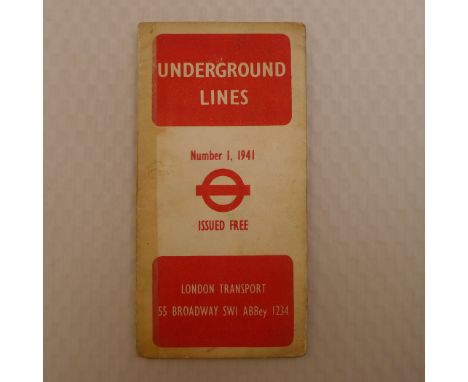 UNDERGROUND
LINES
Number 1, 1941
ISSUED FREE
LONDON TRANSPORT
55 BROADWAY SW1 ABBey 1234